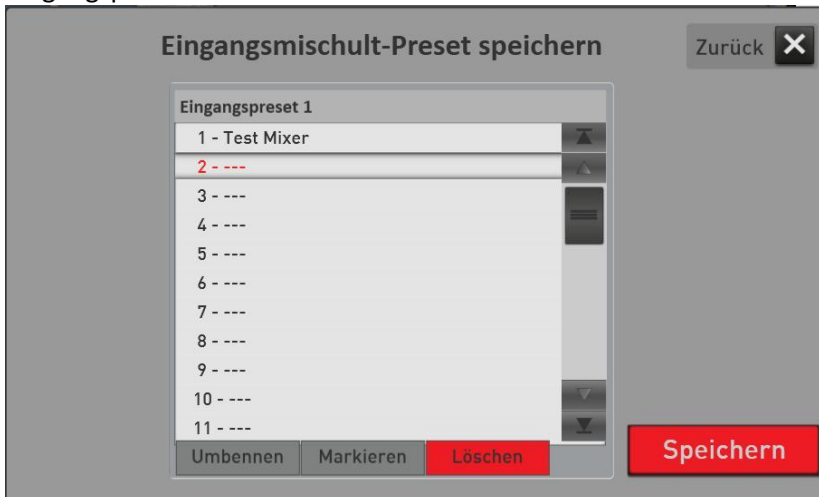 Eingangsmischult-Preset speichern
Zurück
Eingangspreset 1
1 - Test Mixer
2 - ---
3 - ---
4 - ---
5 - ---
6 - ---
7 - ---
8 - ---
9 - ---
10 - ---
11 - ---
Umbennen Markieren Löschen
Speichern